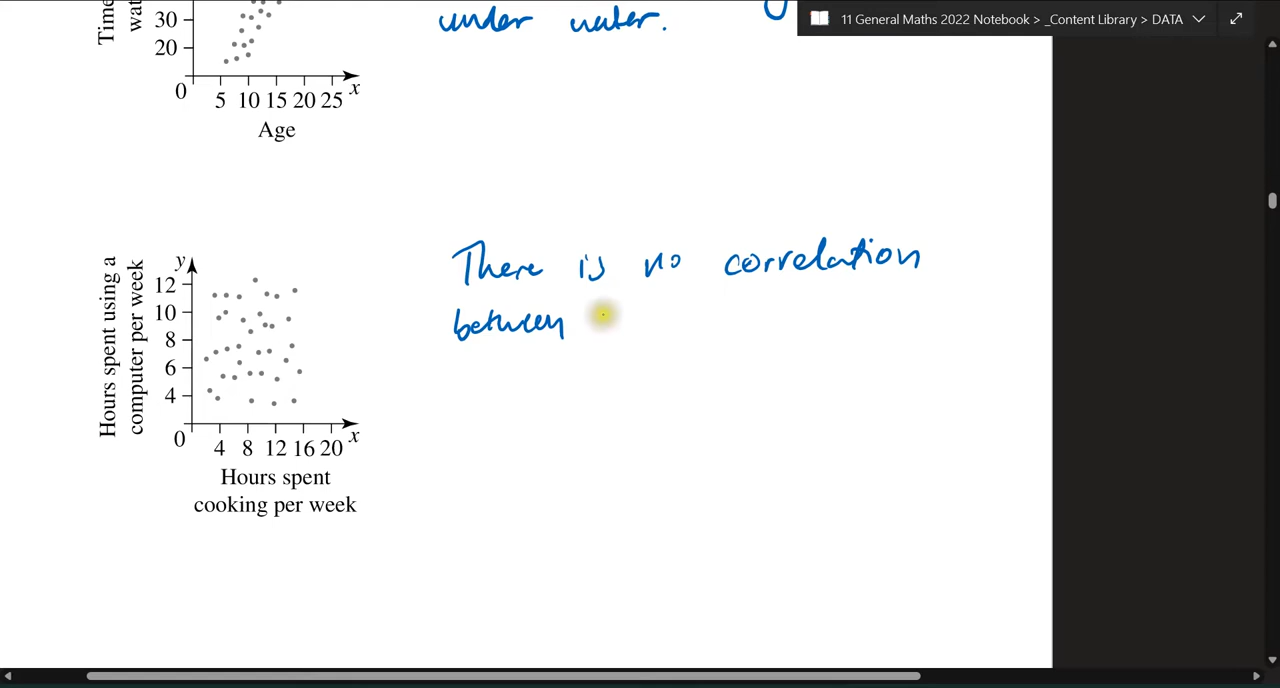 under water.
11 General Maths 2022 Notebook > _Content Library > DATA
Time
wat
30
20
0
5 10 15 20 25 x
Age
There is no correlation
between
Hours spent using a
computer per week
y
12
10
8
6
4
0
4 8 12 16 20 x
Hours spent
cooking per week